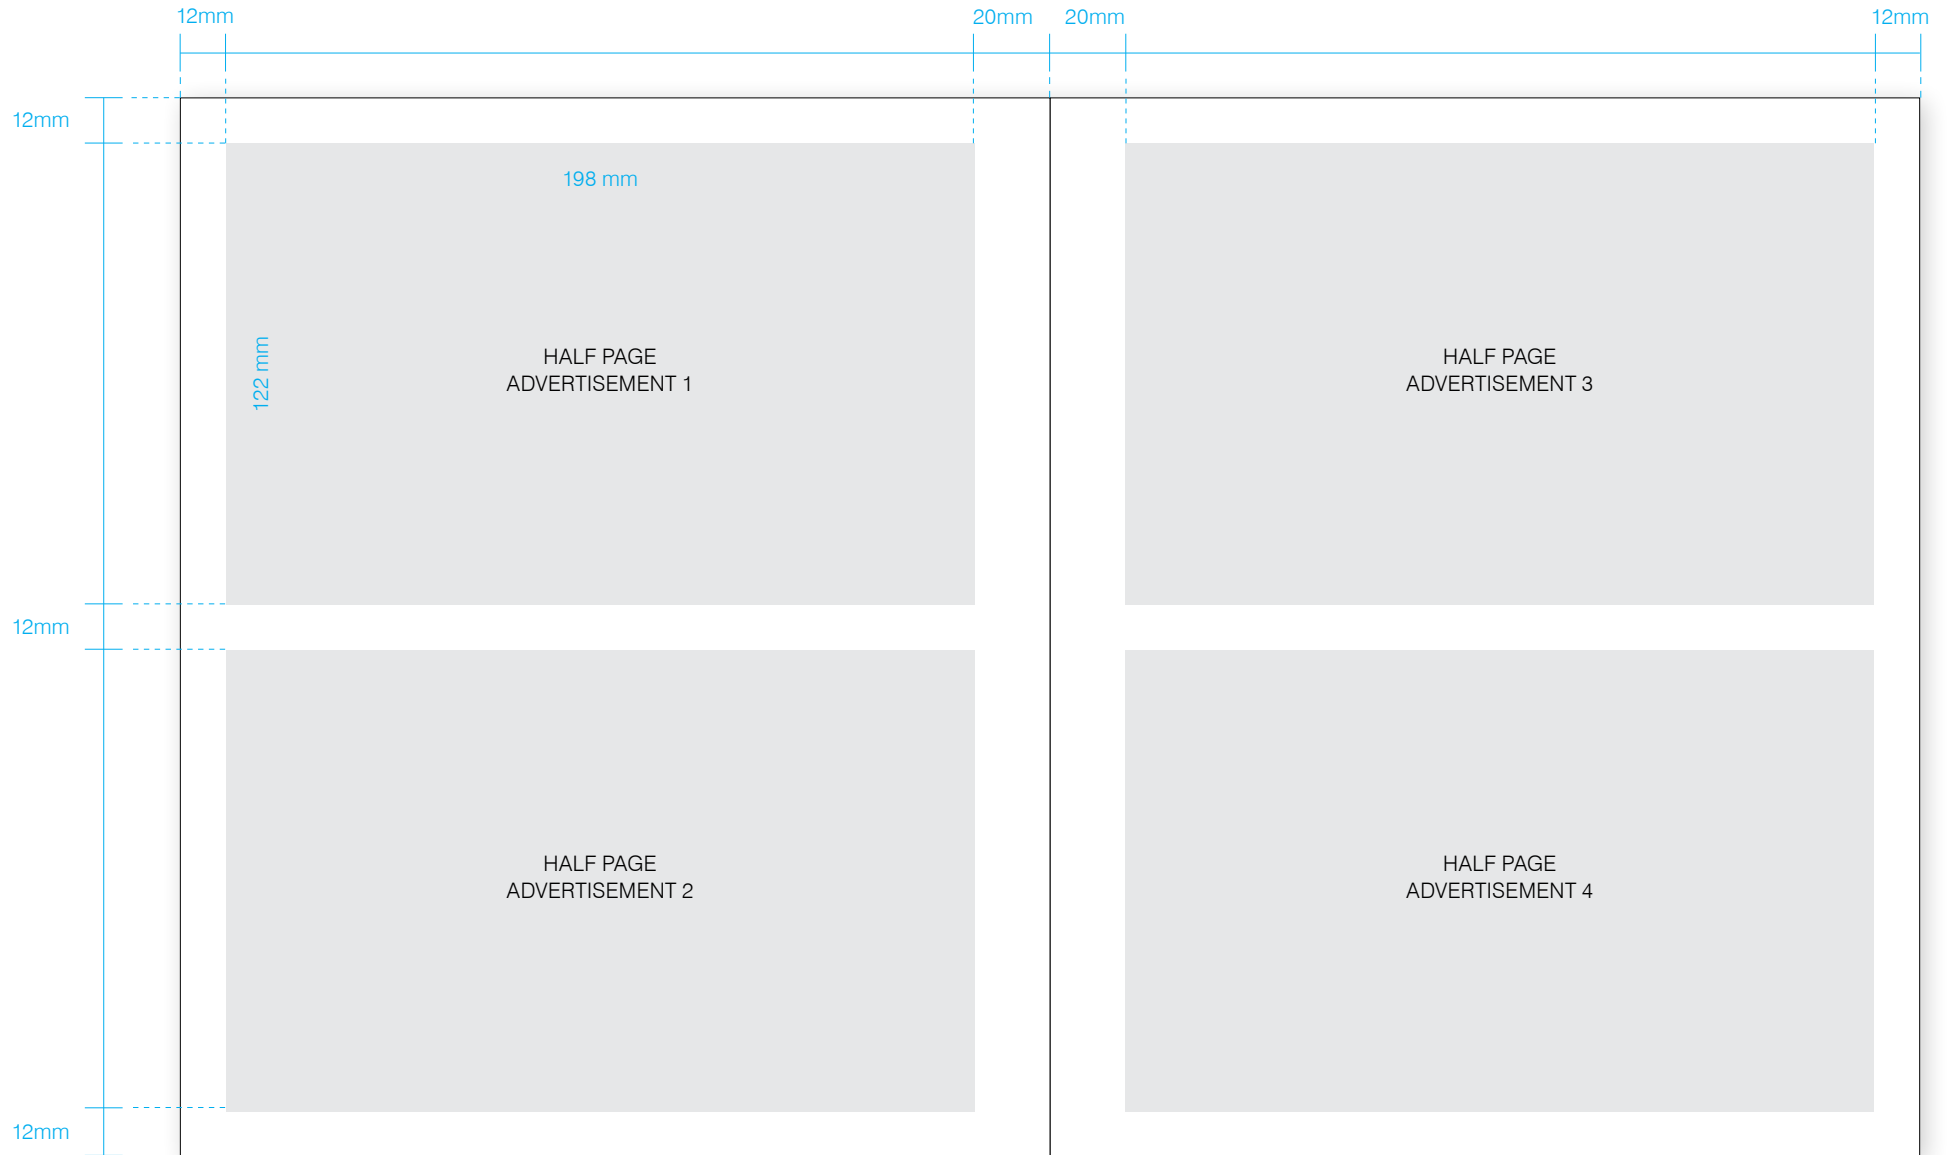 12mm
20mm
20mm
12mm
12mm
198 mm
122 mm
HALF PAGE
ADVERTISEMENT 1
HALF PAGE
ADVERTISEMENT 3
12mm
HALF PAGE
ADVERTISEMENT 2
HALF PAGE
ADVERTISEMENT 4
12mm